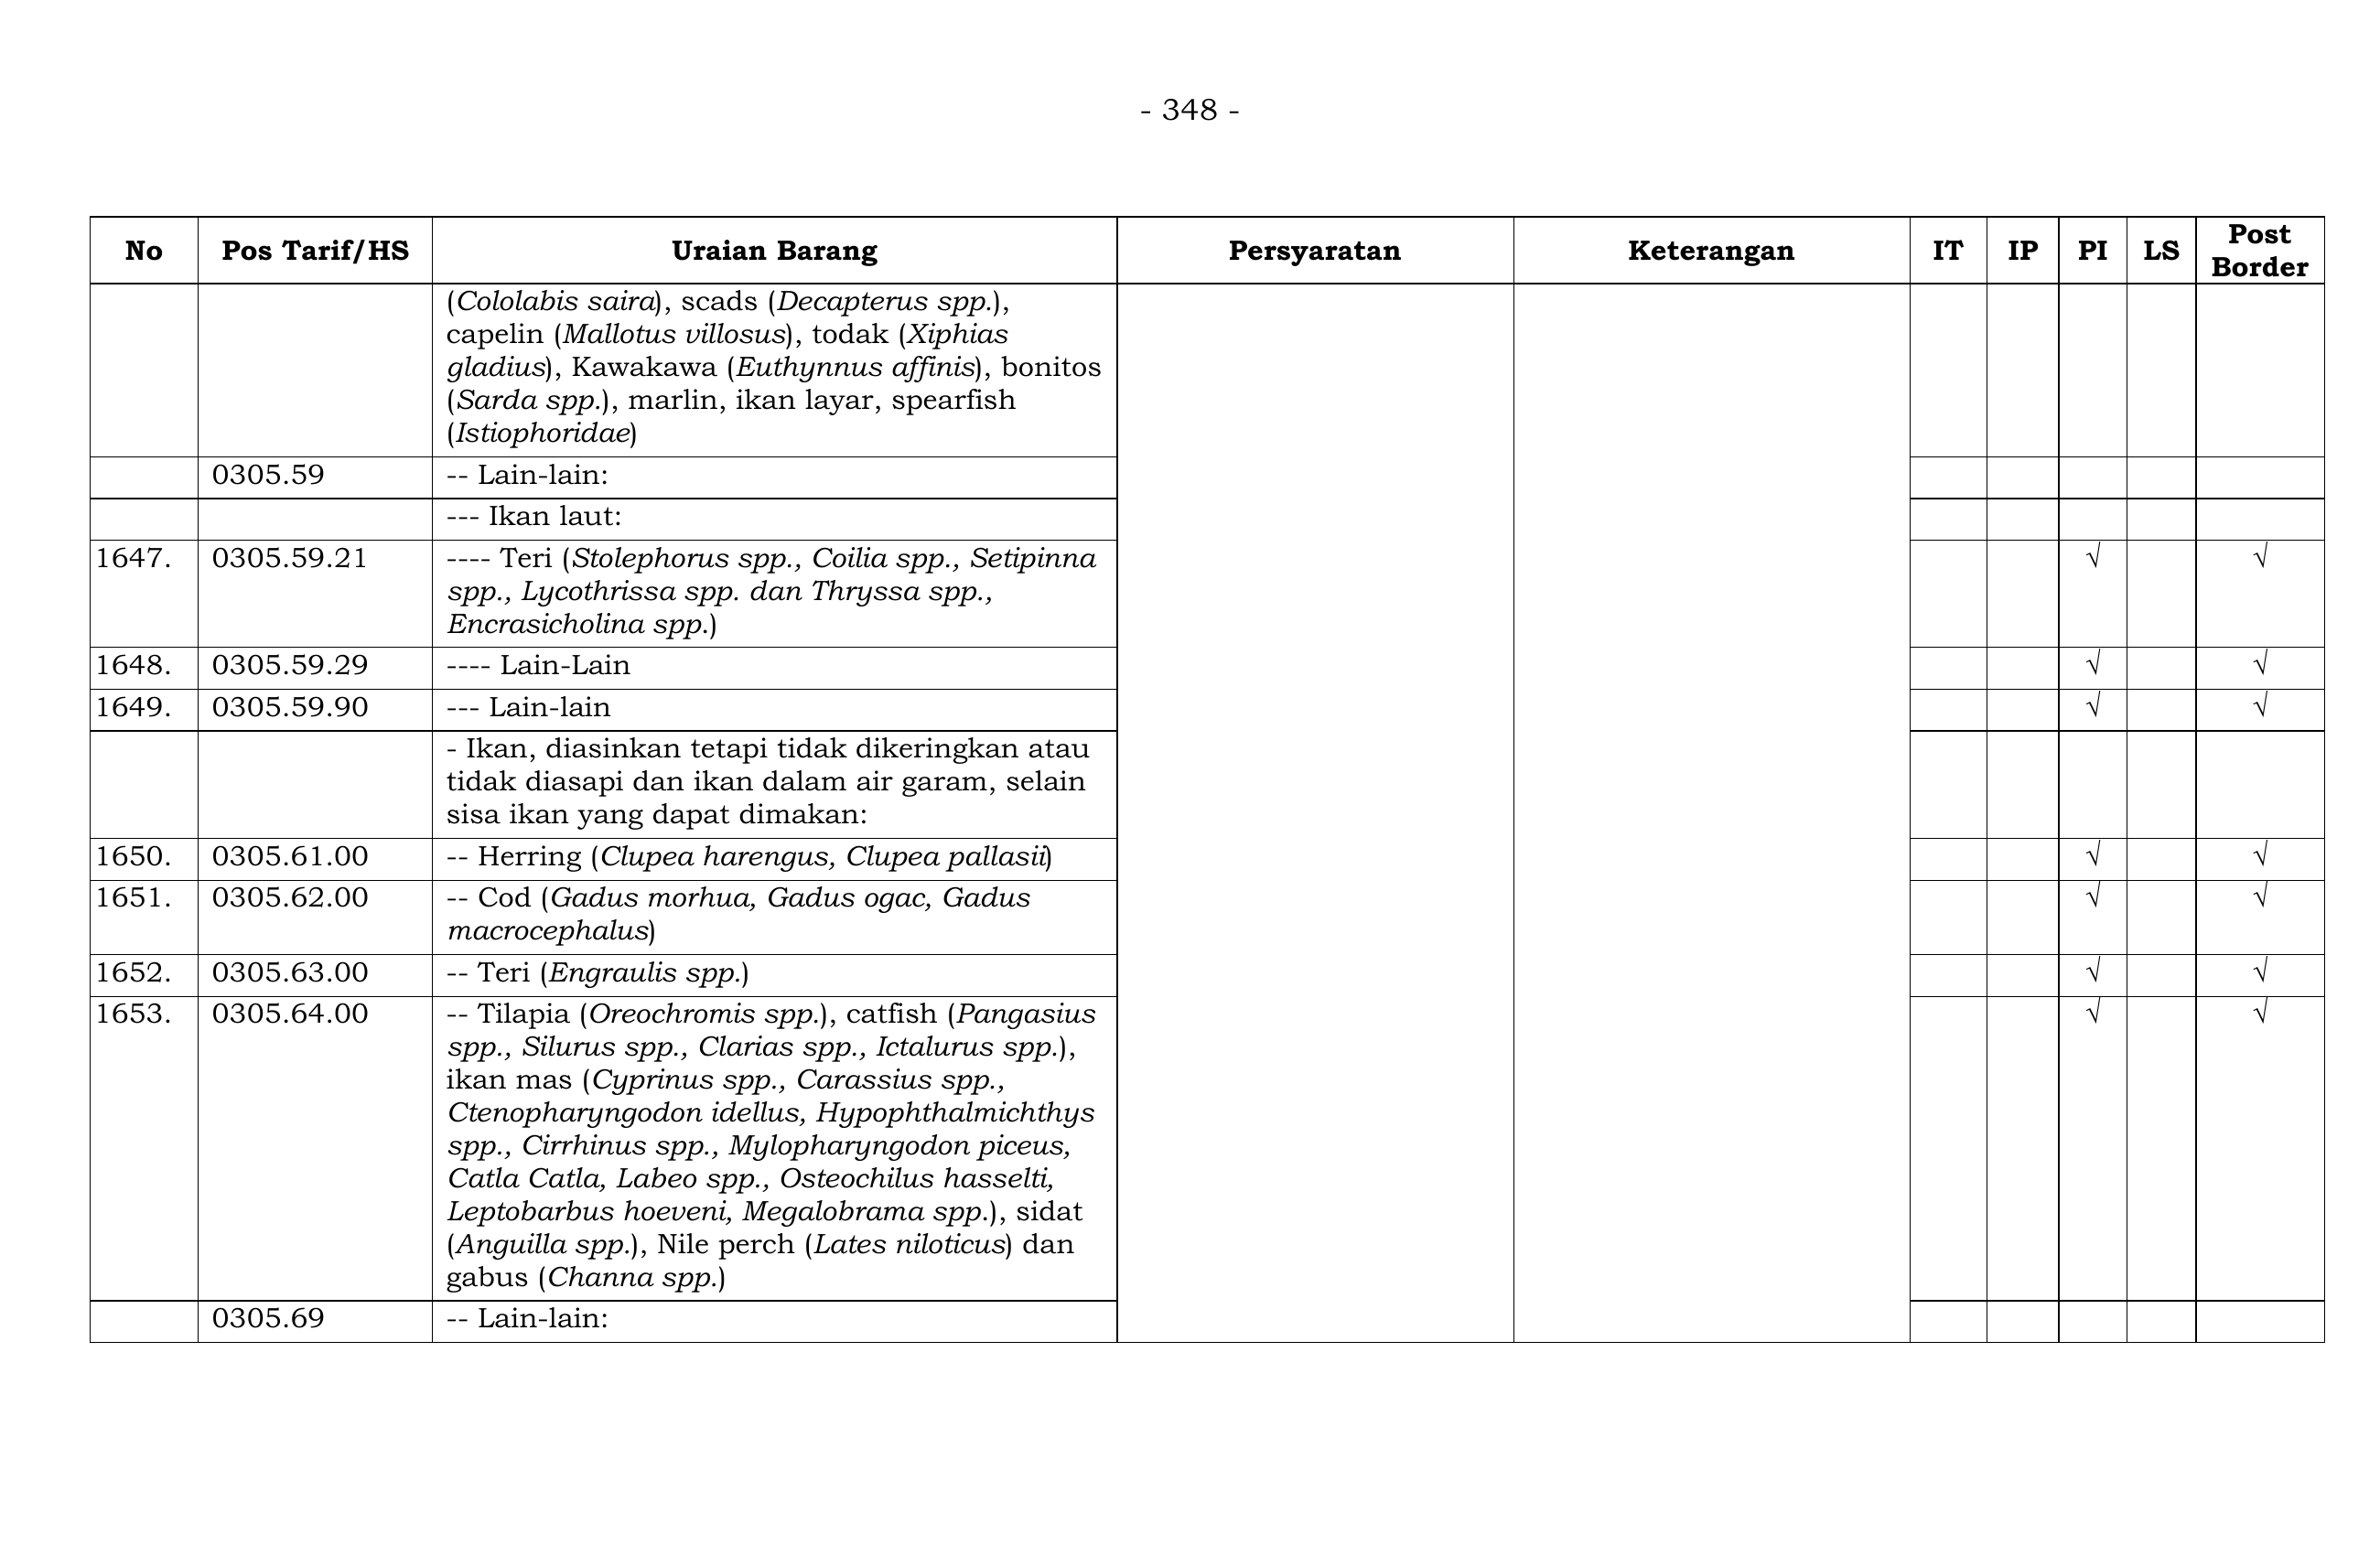 - 348 -
No Pos Tarif/HS Uraian Barang Persyaratan Keterangan IT IP PI LS Post Border
(Cololabis saira), scads (Decapterus spp.),
capelin (Mallotus villosus), todak (Xiphias
gladius), Kawakawa (Euthynnus affinis), bonitos
(Sarda spp.), marlin, ikan layar, spearfish
(Istiophoridae)
0305.59 -- Lain-lain:
--- Ikan laut:
1647. 0305.59.21 ---- Teri (Stolephorus spp., Coilia spp., Setipinna √ √
spp., Lycothrissa spp. dan Thryssa spp.,
Encrasicholina spp.)
1648. 0305.59.29 ---- Lain-Lain √ √
1649. 0305.59.90 --- Lain-lain √ √
- Ikan, diasinkan tetapi tidak dikeringkan atau
tidak diasapi dan ikan dalam air garam, selain
sisa ikan yang dapat dimakan:
1650. 0305.61.00 -- Herring (Clupea harengus, Clupea pallasii) √ √
1651. 0305.62.00 -- Cod (Gadus morhua, Gadus ogac, Gadus √ √
macrocephalus)
1652. 0305.63.00 -- Teri (Engraulis spp.) √ √
1653. 0305.64.00 -- Tilapia (Oreochromis spp.), catfish (Pangasius √ √
spp., Silurus spp., Clarias spp., Ictalurus spp.),
ikan mas (Cyprinus spp., Carassius spp.,
Ctenopharyngodon idellus, Hypophthalmichthys
spp., Cirrhinus spp., Mylopharyngodon piceus,
Catla Catla, Labeo spp., Osteochilus hasselti,
Leptobarbus hoeveni, Megalobrama spp.), sidat
(Anguilla spp.), Nile perch (Lates niloticus) dan
gabus (Channa spp.)
0305.69 -- Lain-lain: